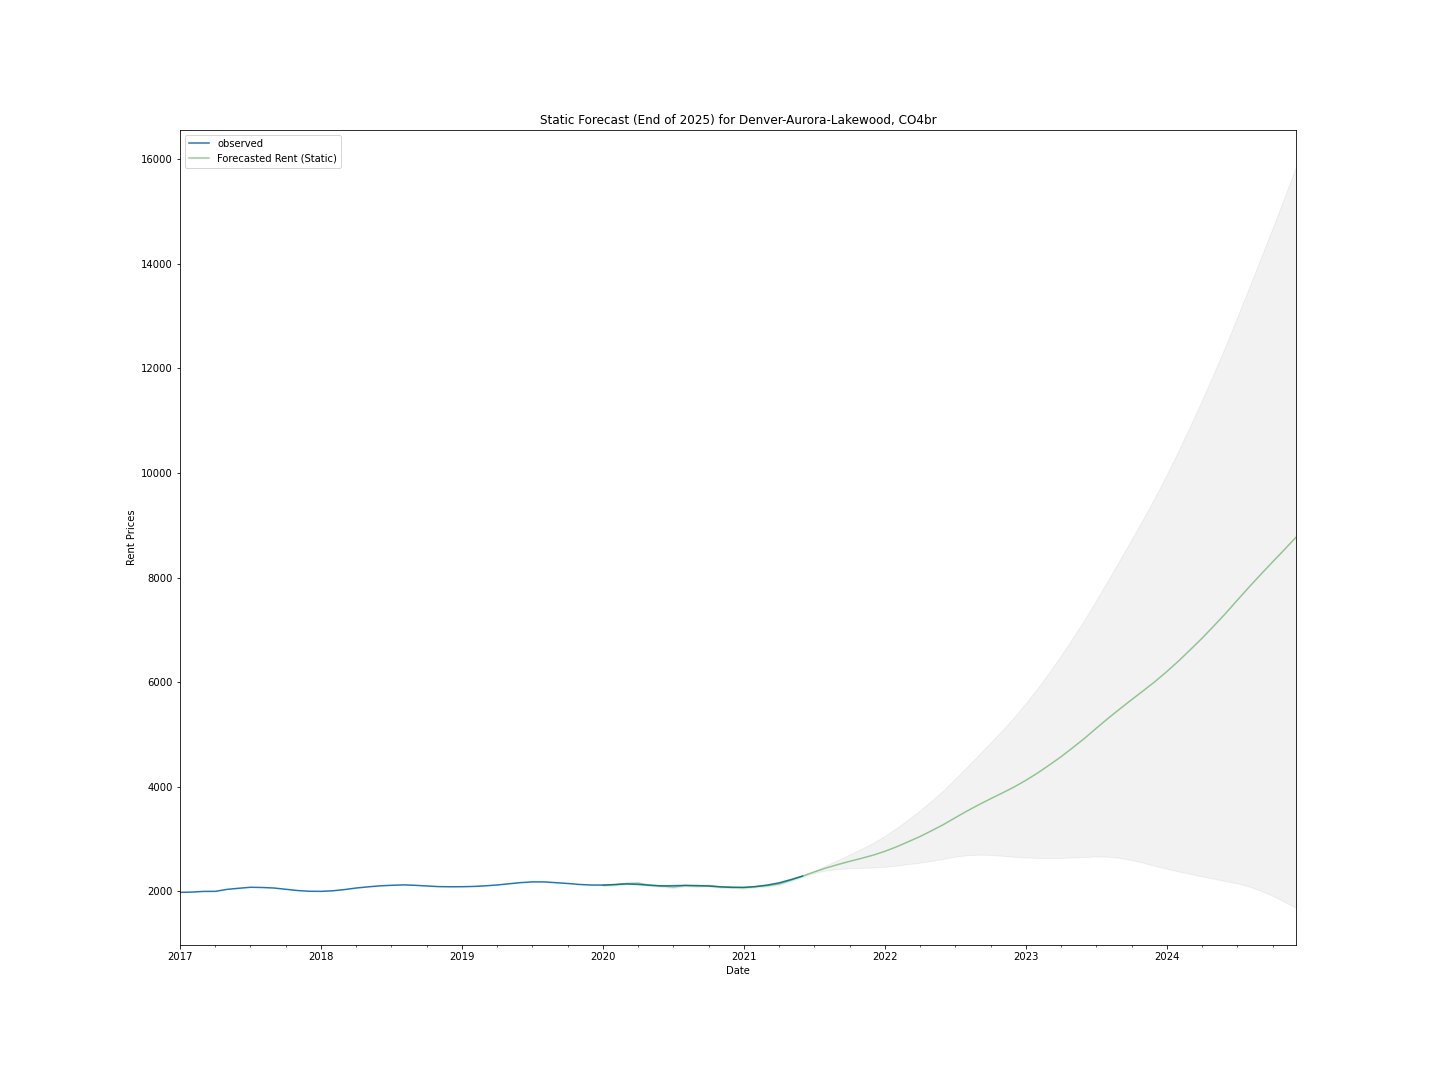 Static Forecast (End of 2025) for Denver-Aurora-Lakewood, CO4br
observed
Forecasted Rent (Static)
16000
14000
12000
10000
8000
6000
4000
2000
Rent Prices
2017 2018 2019 2020 2021 2022 2023 2024
Date